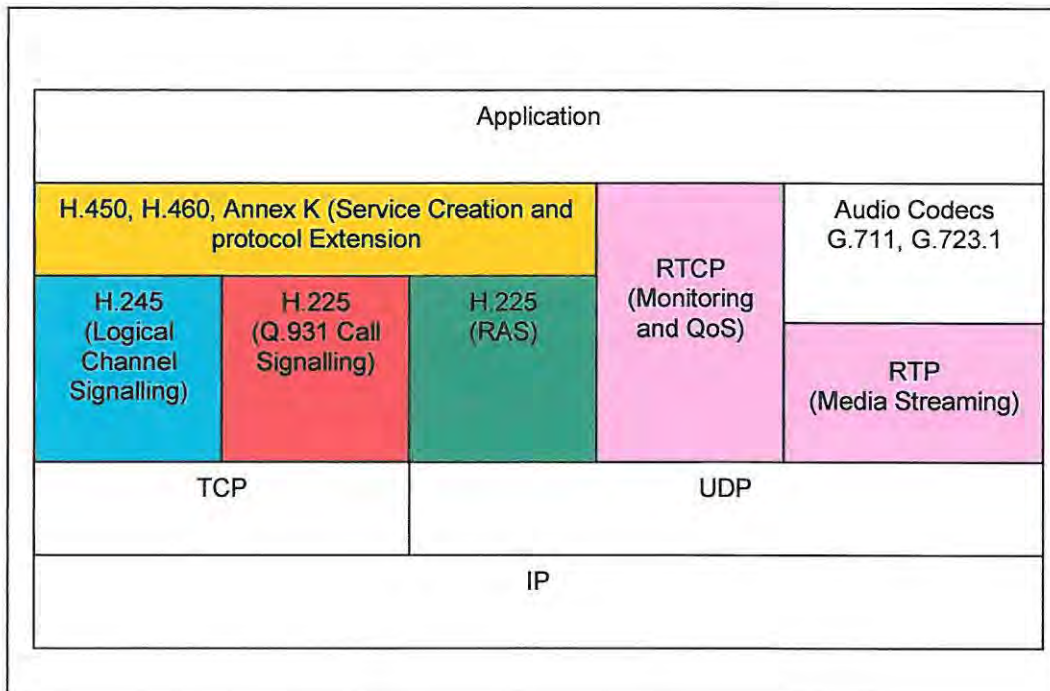 Application
H.450, H.460, Annex K (Service Creation and
protocol Extension
Audio Codecs
G.711, G.723.1
H.245
(Logical
Channel
Signalling)
H.225
(Q.931 Call
Signalling)
H.225
(RAS)
RTCP
(Monitoring
and QoS)
RTP
(Media Streaming)
TCP
UDP
IP